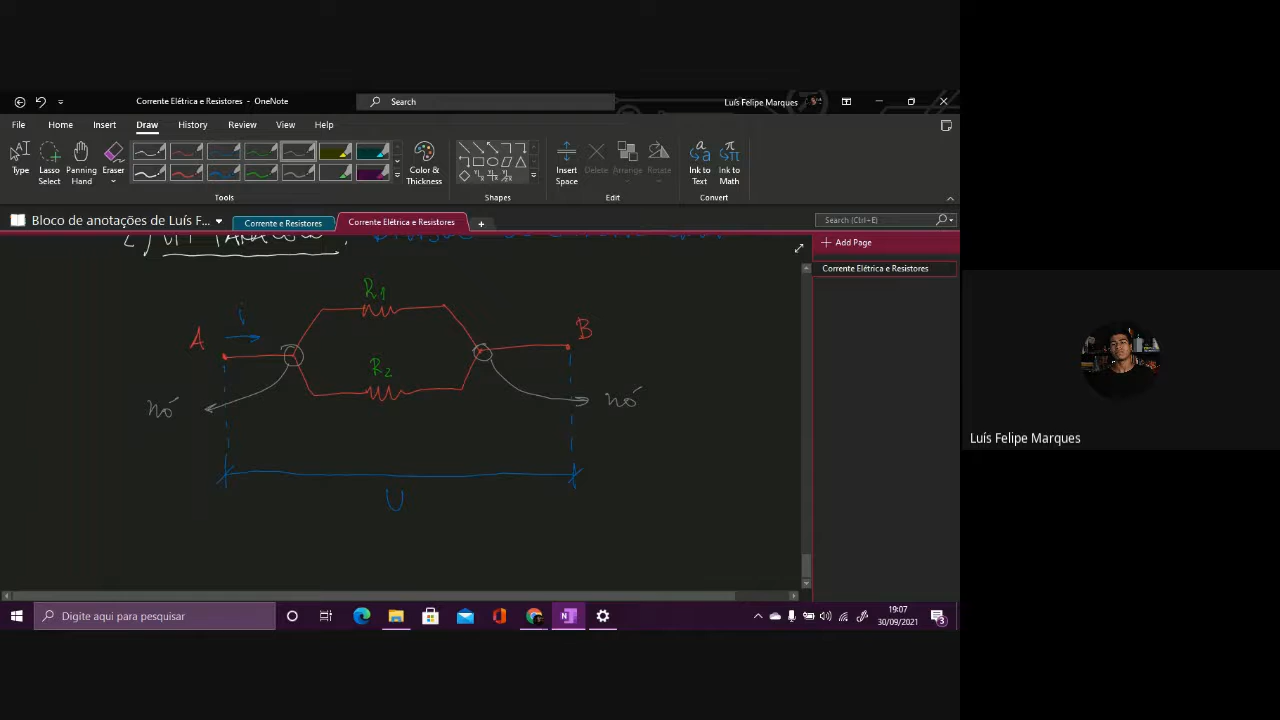 Corrente Elétrica e Resistores - OneNote
Search
Luís Felipe Marques
File Home Insert Draw History Review View Help
Type
Lasso Select
Panning Hand
Eraser
Color & Thickness
Insert Space
Delete
Arrange
Rotate
Ink to Text
Ink to Math
Tools
Shapes
Edit
Convert
Bloco de anotações de Luís F...
Corrente e Resistores
Corrente Elétrica e Resistores
+
Search (Ctrl+E)
Add Page
Corrente Elétrica e Resistores
2)
R1
i
A
B
R2
nó
nó
U
Luís Felipe Marques
Digite aqui para pesquisar
19:07
30/09/2021
3